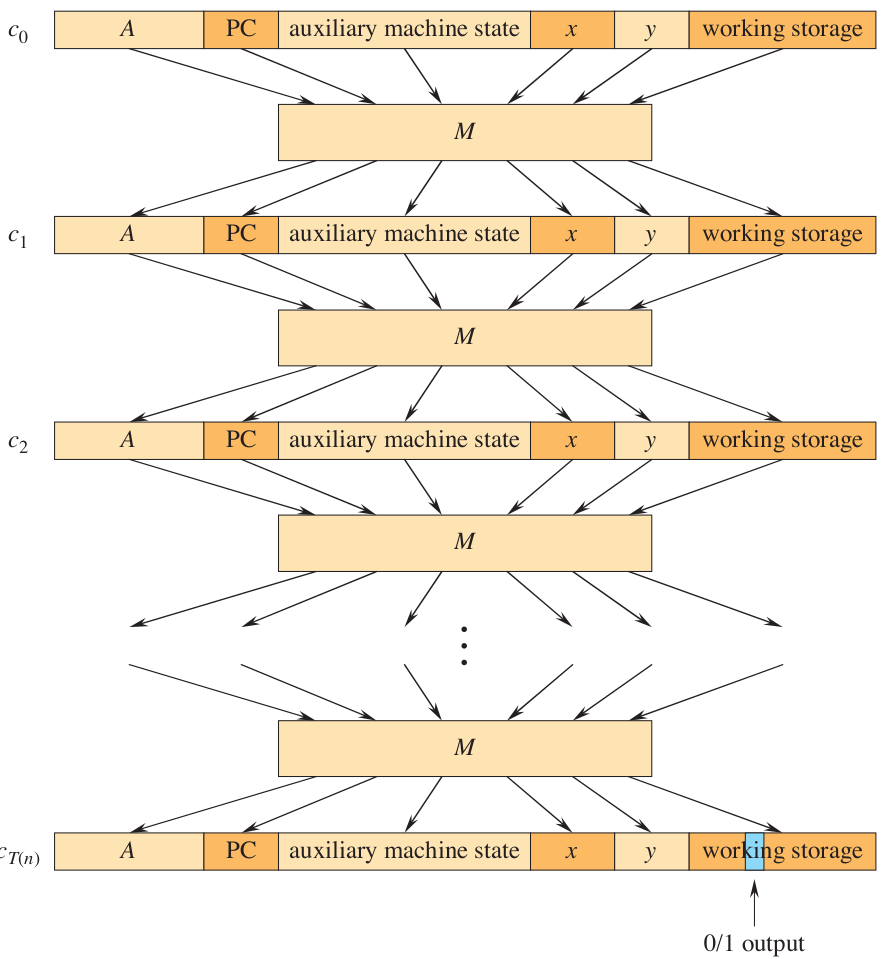 c0 A PC auxiliary machine state x y working storage
M
c1 A PC auxiliary machine state x y working storage
M
c2 A PC auxiliary machine state x y working storage
M
M
cT(n) A PC auxiliary machine state x y working storage
0/1 output